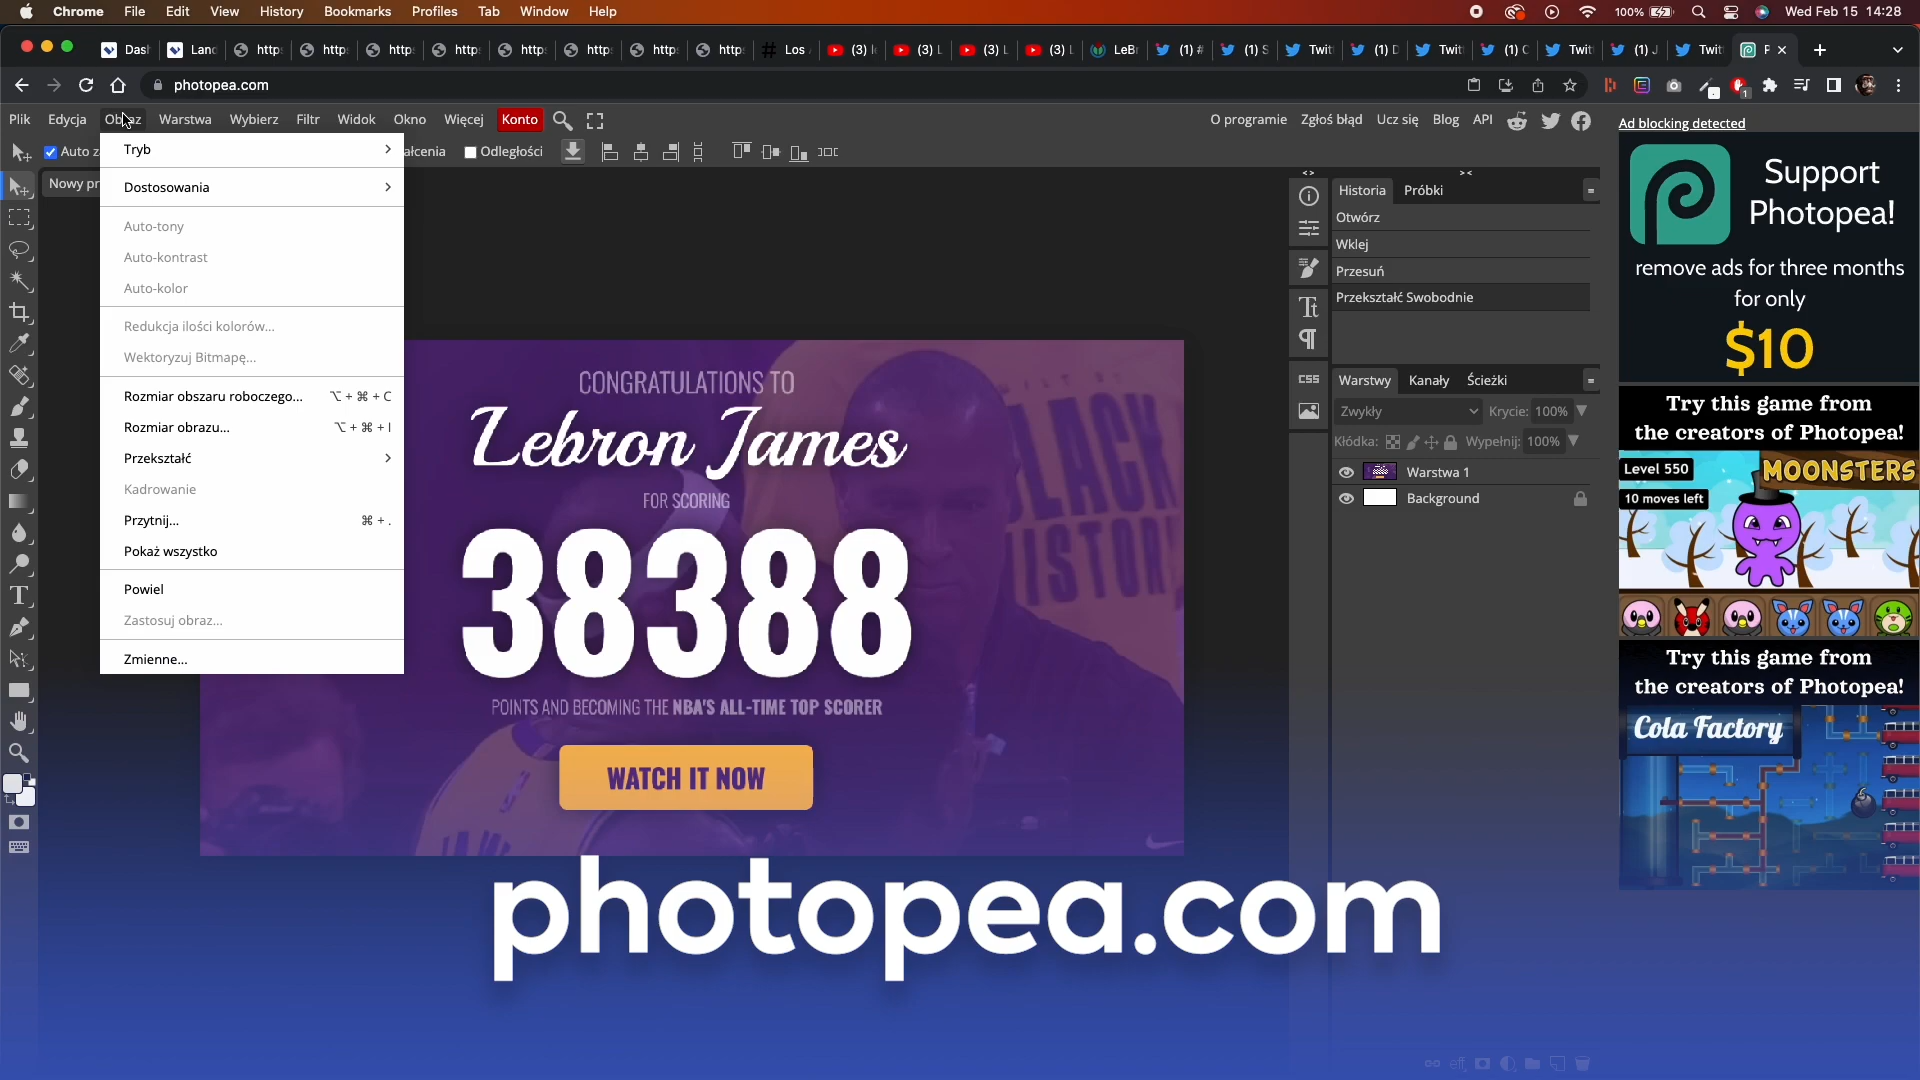 Chrome File Edit View History Bookmarks Profiles Tab Window Help
100% Wed Feb 15 14:28
Das Lan http http http http http http http http Los (3) (3) L (3) L (3) L LeBr (1) # (1) S Twit (1) D Twit (1) C Twit (1) J Twit P
photopea.com
Plik Edycja Obraz Warstwa Wybierz Filtr Widok Okno Więcej Konto
O programie Zgłoś błąd Ucz się Blog API
Auto z
Odległości
Nowy pr
Tryb
Dostosowania
Auto-tony
Auto-kontrast
Auto-kolor
Redukcja ilości kolorów...
Wektoryzuj Bitmapę...
Rozmiar obszaru roboczego... ⌥ + ⌘ + C
Rozmiar obrazu... ⌥ + ⌘ + I
Przekształć
Kadrowanie
Przytnij... ⌘ + .
Pokaż wszystko
Powiel
Zastosuj obraz...
Zmienne...
CONGRATULATIONS TO
Lebron James
FOR SCORING
38388
POINTS AND BECOMING THE NBA'S ALL-TIME TOP SCORER
WATCH IT NOW
BLACK
HISTORY
photopea.com
Historia Próbki
Otwórz
Wklej
Przesuń
Przekształć Swobodnie
CSS
Warstwy Kanały Ścieżki
Zwykły Krycie: 100%
Kłódka: Wypełnij: 100%
Warstwa 1
Background
eff
Ad blocking detected
Support
Photopea!
remove ads for three months
for only
$10
Try this game from
the creators of Photopea!
Level 550
MOONSTERS
10 moves left
Try this game from
the creators of Photopea!
Cola Factory